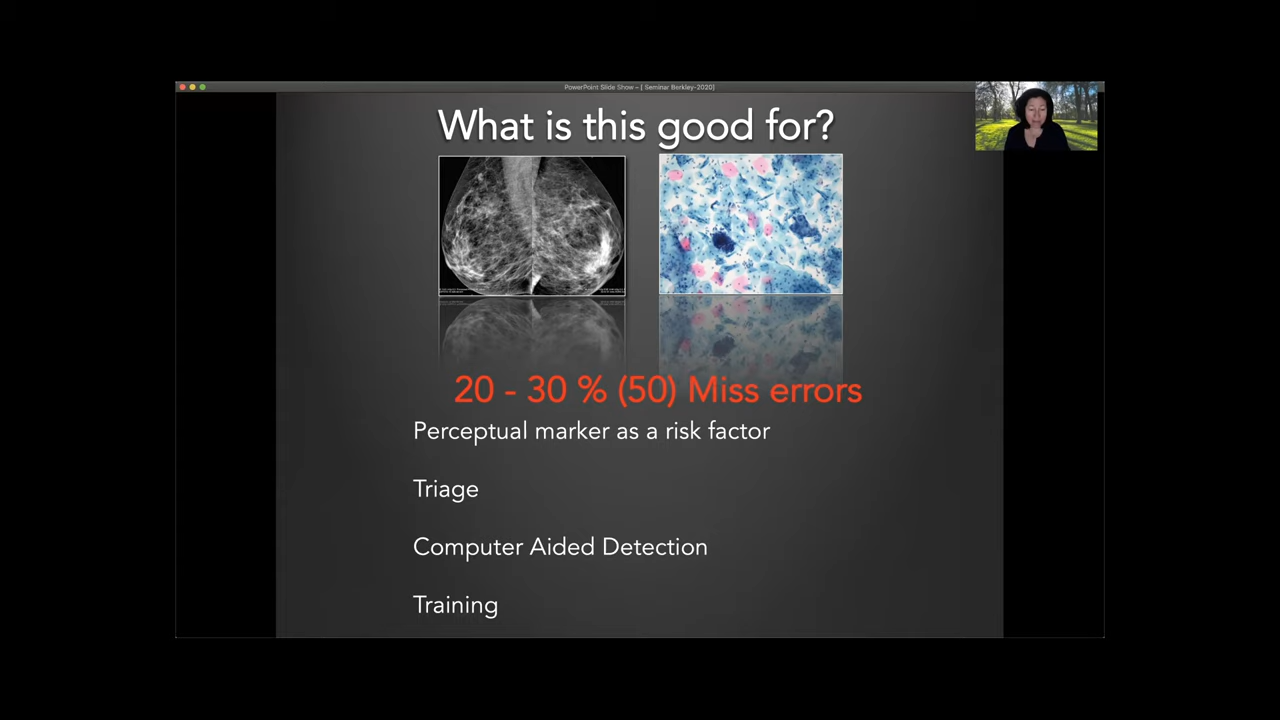 PowerPoint Slide Show - [ Seminar Berkley-2020]
What is this good for?
20 - 30 % (50) Miss errors
Perceptual marker as a risk factor
Triage
Computer Aided Detection
Training